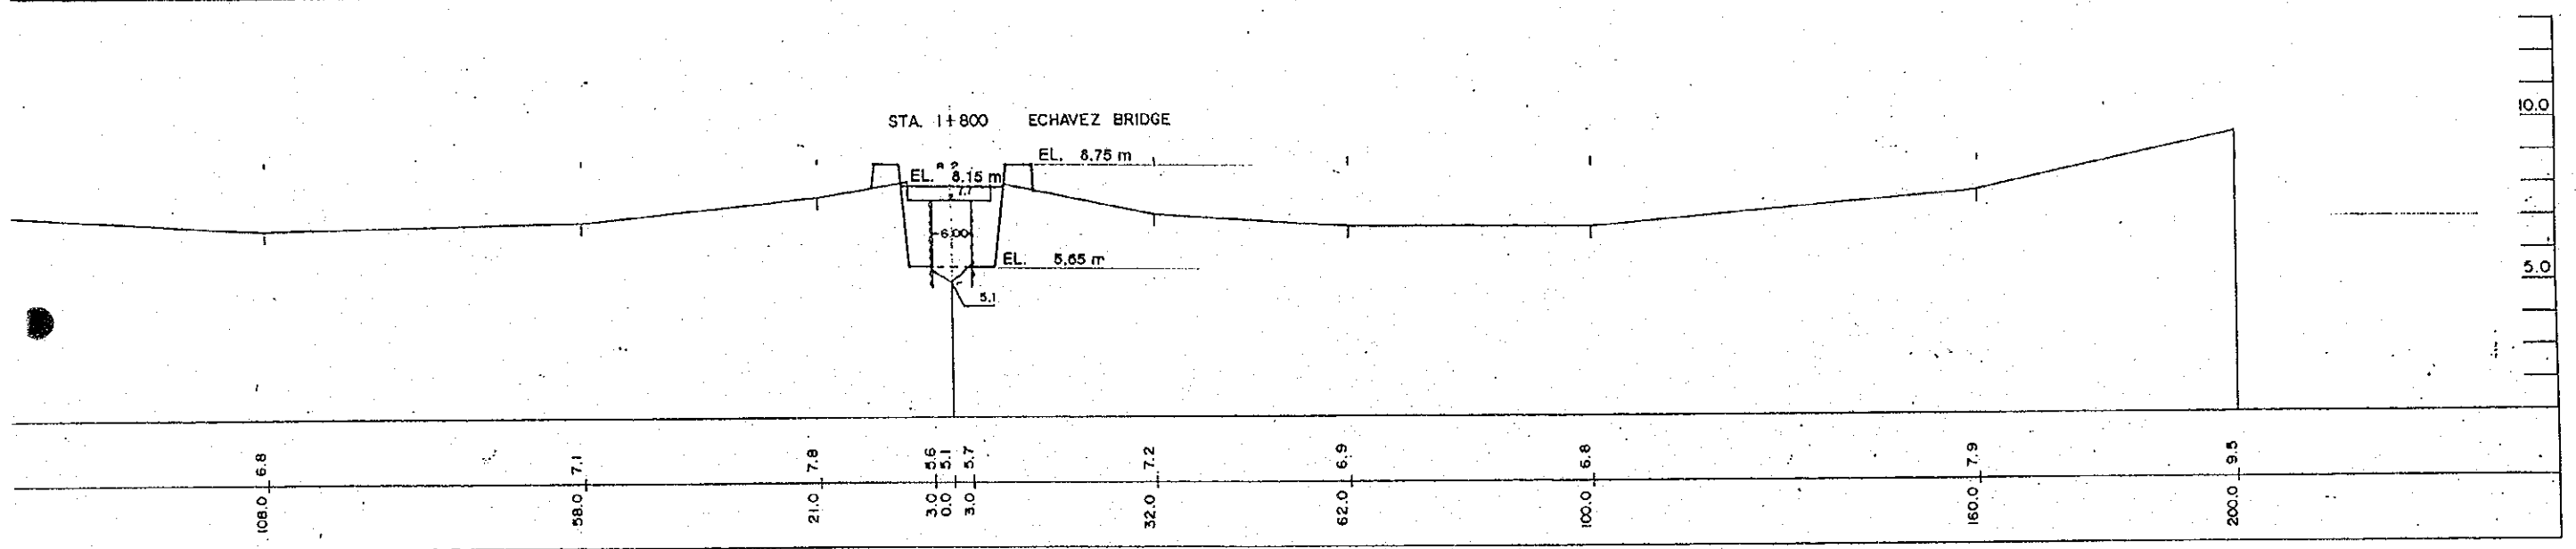 10.0
STA. 1+800 ECHAVEZ BRIDGE
EL. 8.75 m
EL. 8.15 m
7.7
6.00
EL. 5.65 m
5.0
5.1
6.8 7.1 7.8 5.6 5.1 5.7 7.2 6.9 6.8 7.9 9.5
108.0 58.0 21.0 3.0 0.0 3.0 32.0 62.0 100.0 160.0 200.0